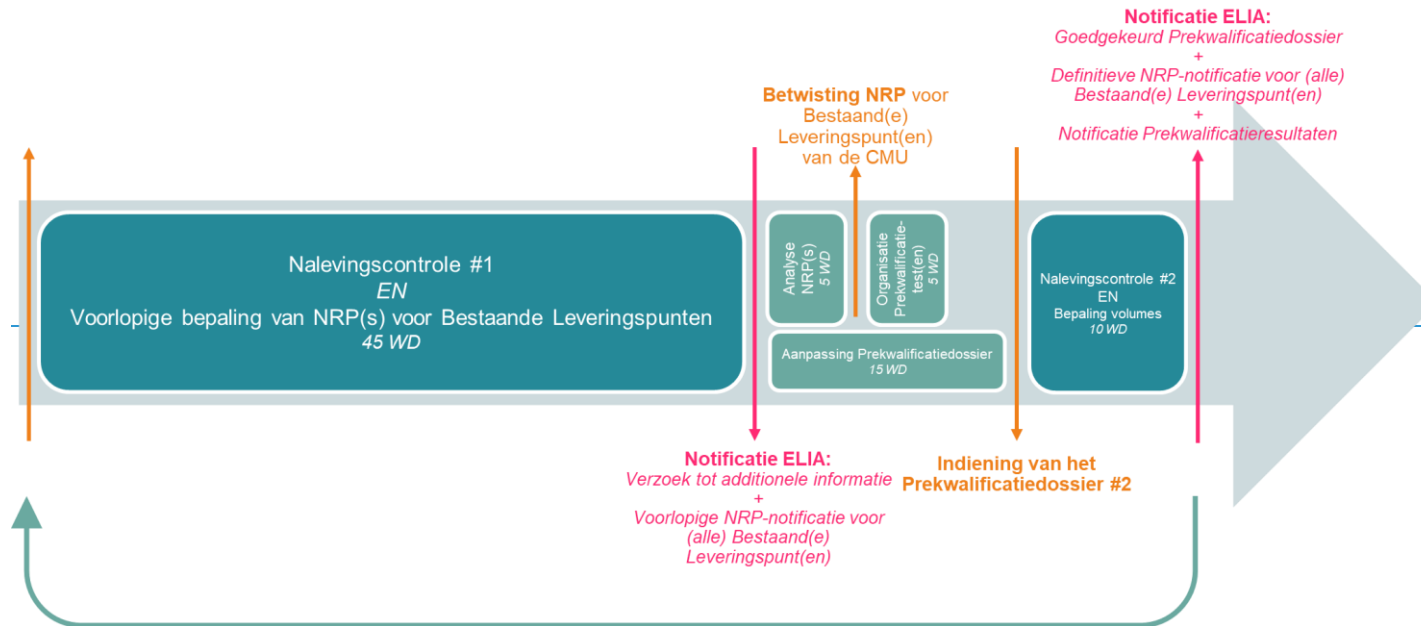 Notificatie ELIA:
Goedgekeurd Prekwalificatiedossier
+
Definitieve NRP-notificatie voor (alle)
Bestaand(e) Leveringspunt(en)
+
Notificatie Prekwalificatieresultaten
Betwisting NRP voor
Bestaand(e)
Leveringspunt(en)
van de CMU
Nalevingscontrole #1
EN
Voorlopige bepaling van NRP(s) voor Bestaande Leveringspunten
45 WD
Analyse
NRP(s)
5 WD
Organisatie
Prekwalificatie-
test(en)
5 WD
Aanpassing Prekwalificatiedossier
15 WD
Nalevingscontrole #2
EN
Bepaling volumes
10 WD
Notificatie ELIA:
Verzoek tot additionele informatie
+
Voorlopige NRP-notificatie voor
(alle) Bestaand(e)
Leveringspunt(en)
Indiening van het
Prekwalificatiedossier #2